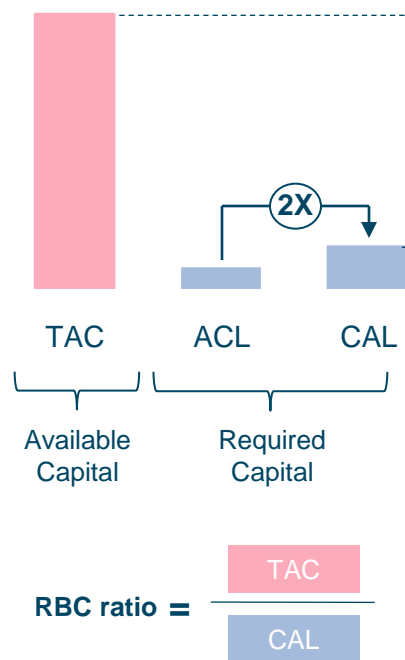 2X
TAC
ACL
CAL
Available
Capital
Required
Capital
TAC
RBC ratio =
CAL